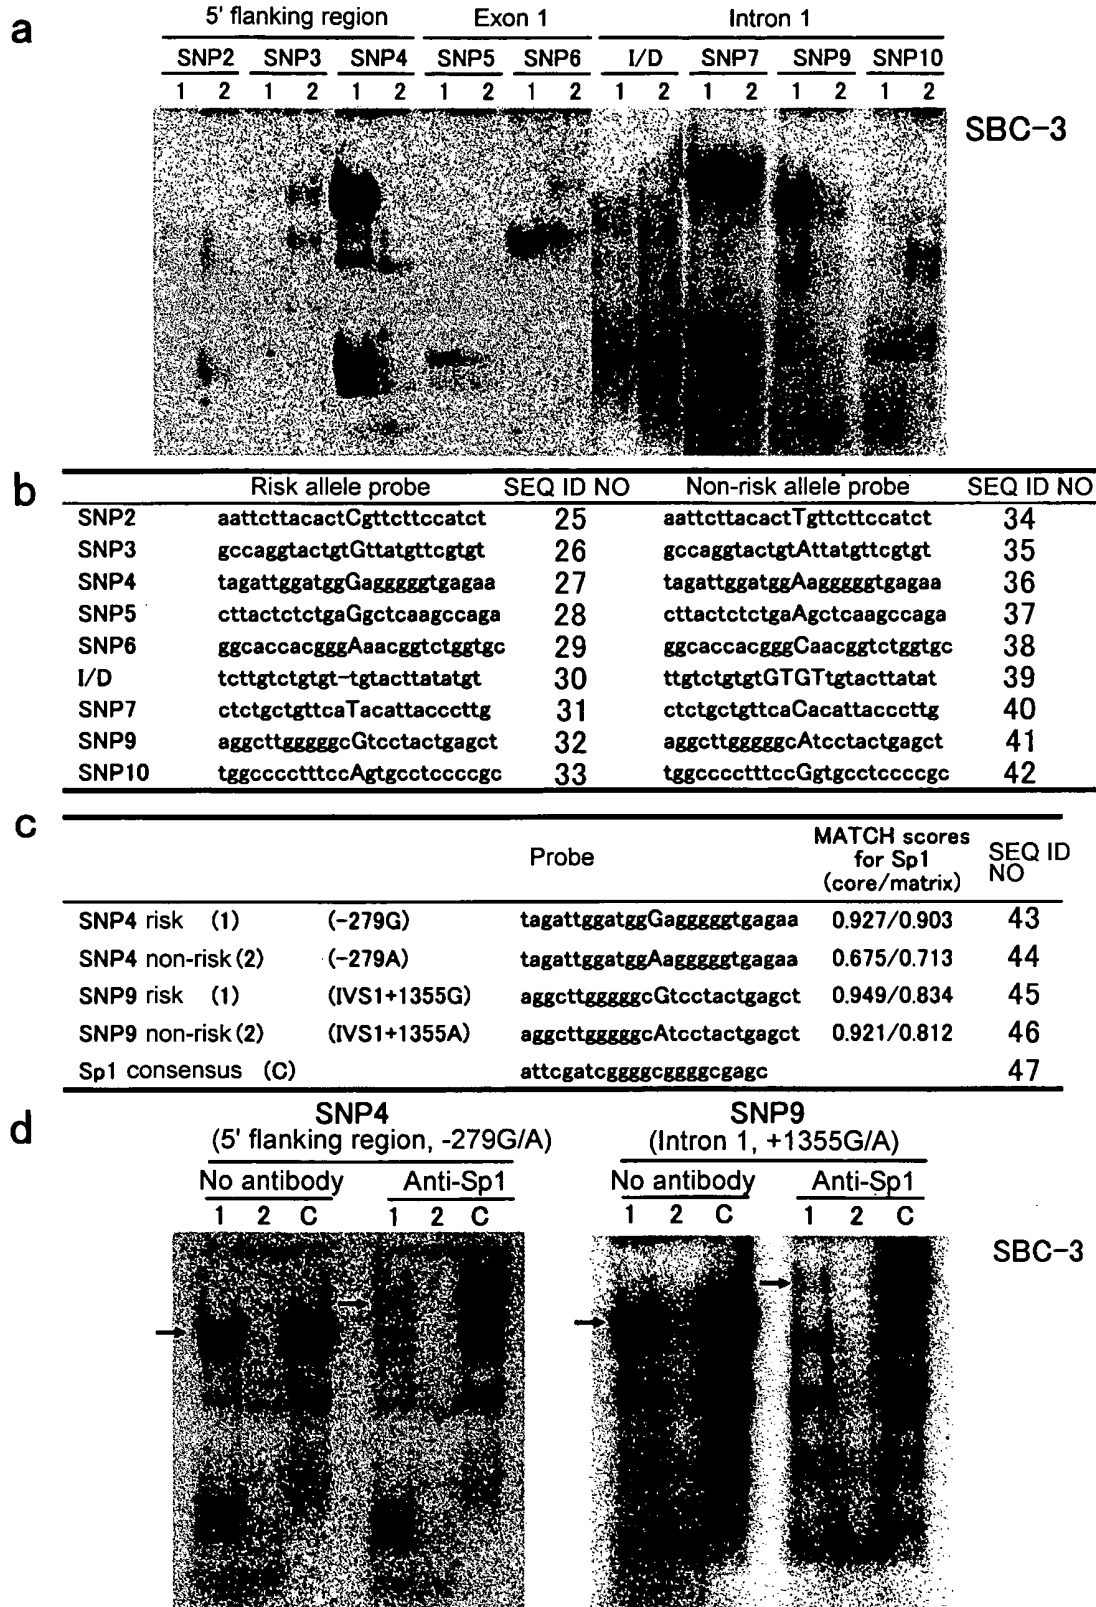 a
5' flanking region Exon 1 Intron 1
SNP2 SNP3 SNP4 SNP5 SNP6 I/D SNP7 SNP9 SNP10
1 2 1 2 1 2 1 2 1 2 1 2 1 2 1 2 1 2
SBC-3
b
Risk allele probe SEQ ID NO Non-risk allele probe SEQ ID NO
SNP2 aattcttacactCgttcttccatct 25 aattcttacactTgttcttccatct 34
SNP3 gccaggtactgtGttatgttcgtgt 26 gccaggtactgtAttatgttcgtgt 35
SNP4 tagattggatggGagggggtgagaa 27 tagattggatggAagggggtgagaa 36
SNP5 cttactctctgaGgctcaagccaga 28 cttactctctgaAgctcaagccaga 37
SNP6 ggcaccacgggAaacggtctggtgc 29 ggcaccacgggCaacggtctggtgc 38
I/D tcttgtctgtgt-tgtacttatatgt 30 ttgtctgtgtGTGTtgtacttatat 39
SNP7 ctctgctgttcaTacattacccttg 31 ctctgctgttcaCacattacccttg 40
SNP9 aggcttgggggcGtcctactgagct 32 aggcttgggggcAtcctactgagct 41
SNP10 tggcccctttccAgtgcctccccgc 33 tggcccctttccGgtgcctccccgc 42
c
Probe MATCH scores for Sp1 (core/matrix) SEQ ID NO
SNP4 risk (1) (-279G) tagattggatggGagggggtgagaa 0.927/0.903 43
SNP4 non-risk(2) (-279A) tagattggatggAagggggtgagaa 0.675/0.713 44
SNP9 risk (1) (IVS1+1355G) aggcttgggggcGtcctactgagct 0.949/0.834 45
SNP9 non-risk(2) (IVS1+1355A) aggcttgggggcAtcctactgagct 0.921/0.812 46
Sp1 consensus (C) attcgatcggggcggggcgagc 47
d
SNP4 SNP9
(5' flanking region, -279G/A) (Intron 1, +1355G/A)
No antibody Anti-Sp1 No antibody Anti-Sp1
1 2 C 1 2 C 1 2 C 1 2 C
SBC-3